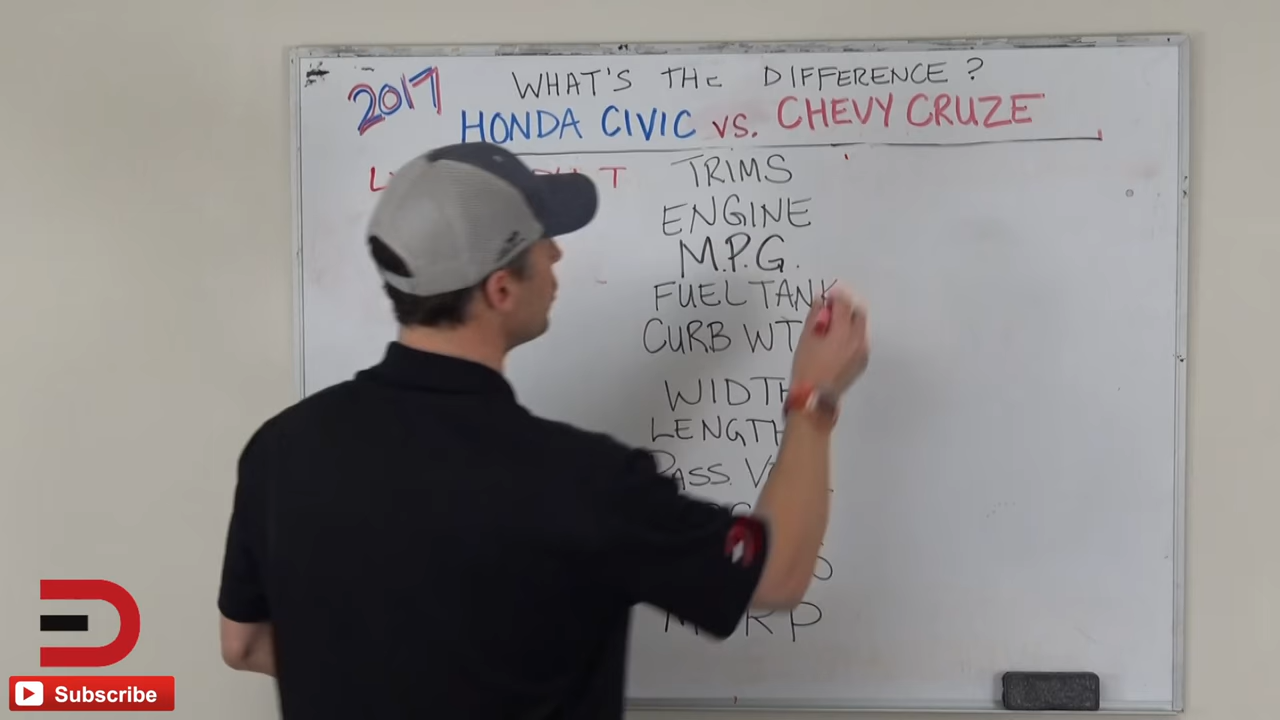 2017 WHAT'S THE DIFFERENCE?
HONDA CIVIC VS. CHEVY CRUZE
TRIMS
ENGINE
M.P.G.
FUEL TANK
CURB WT
WIDTH
LENGTH
PASS.
Subscribe